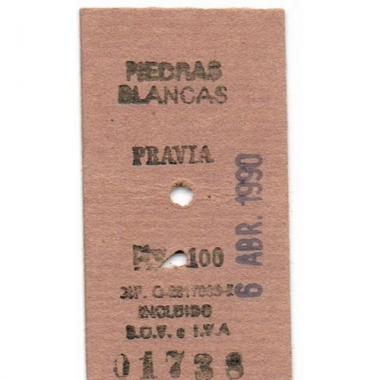 PIEDRAS
BLANCAS
PRAVIA
100
INCLUIDO
S.O.V. e I.V.A
01738
6 ABR. 1990